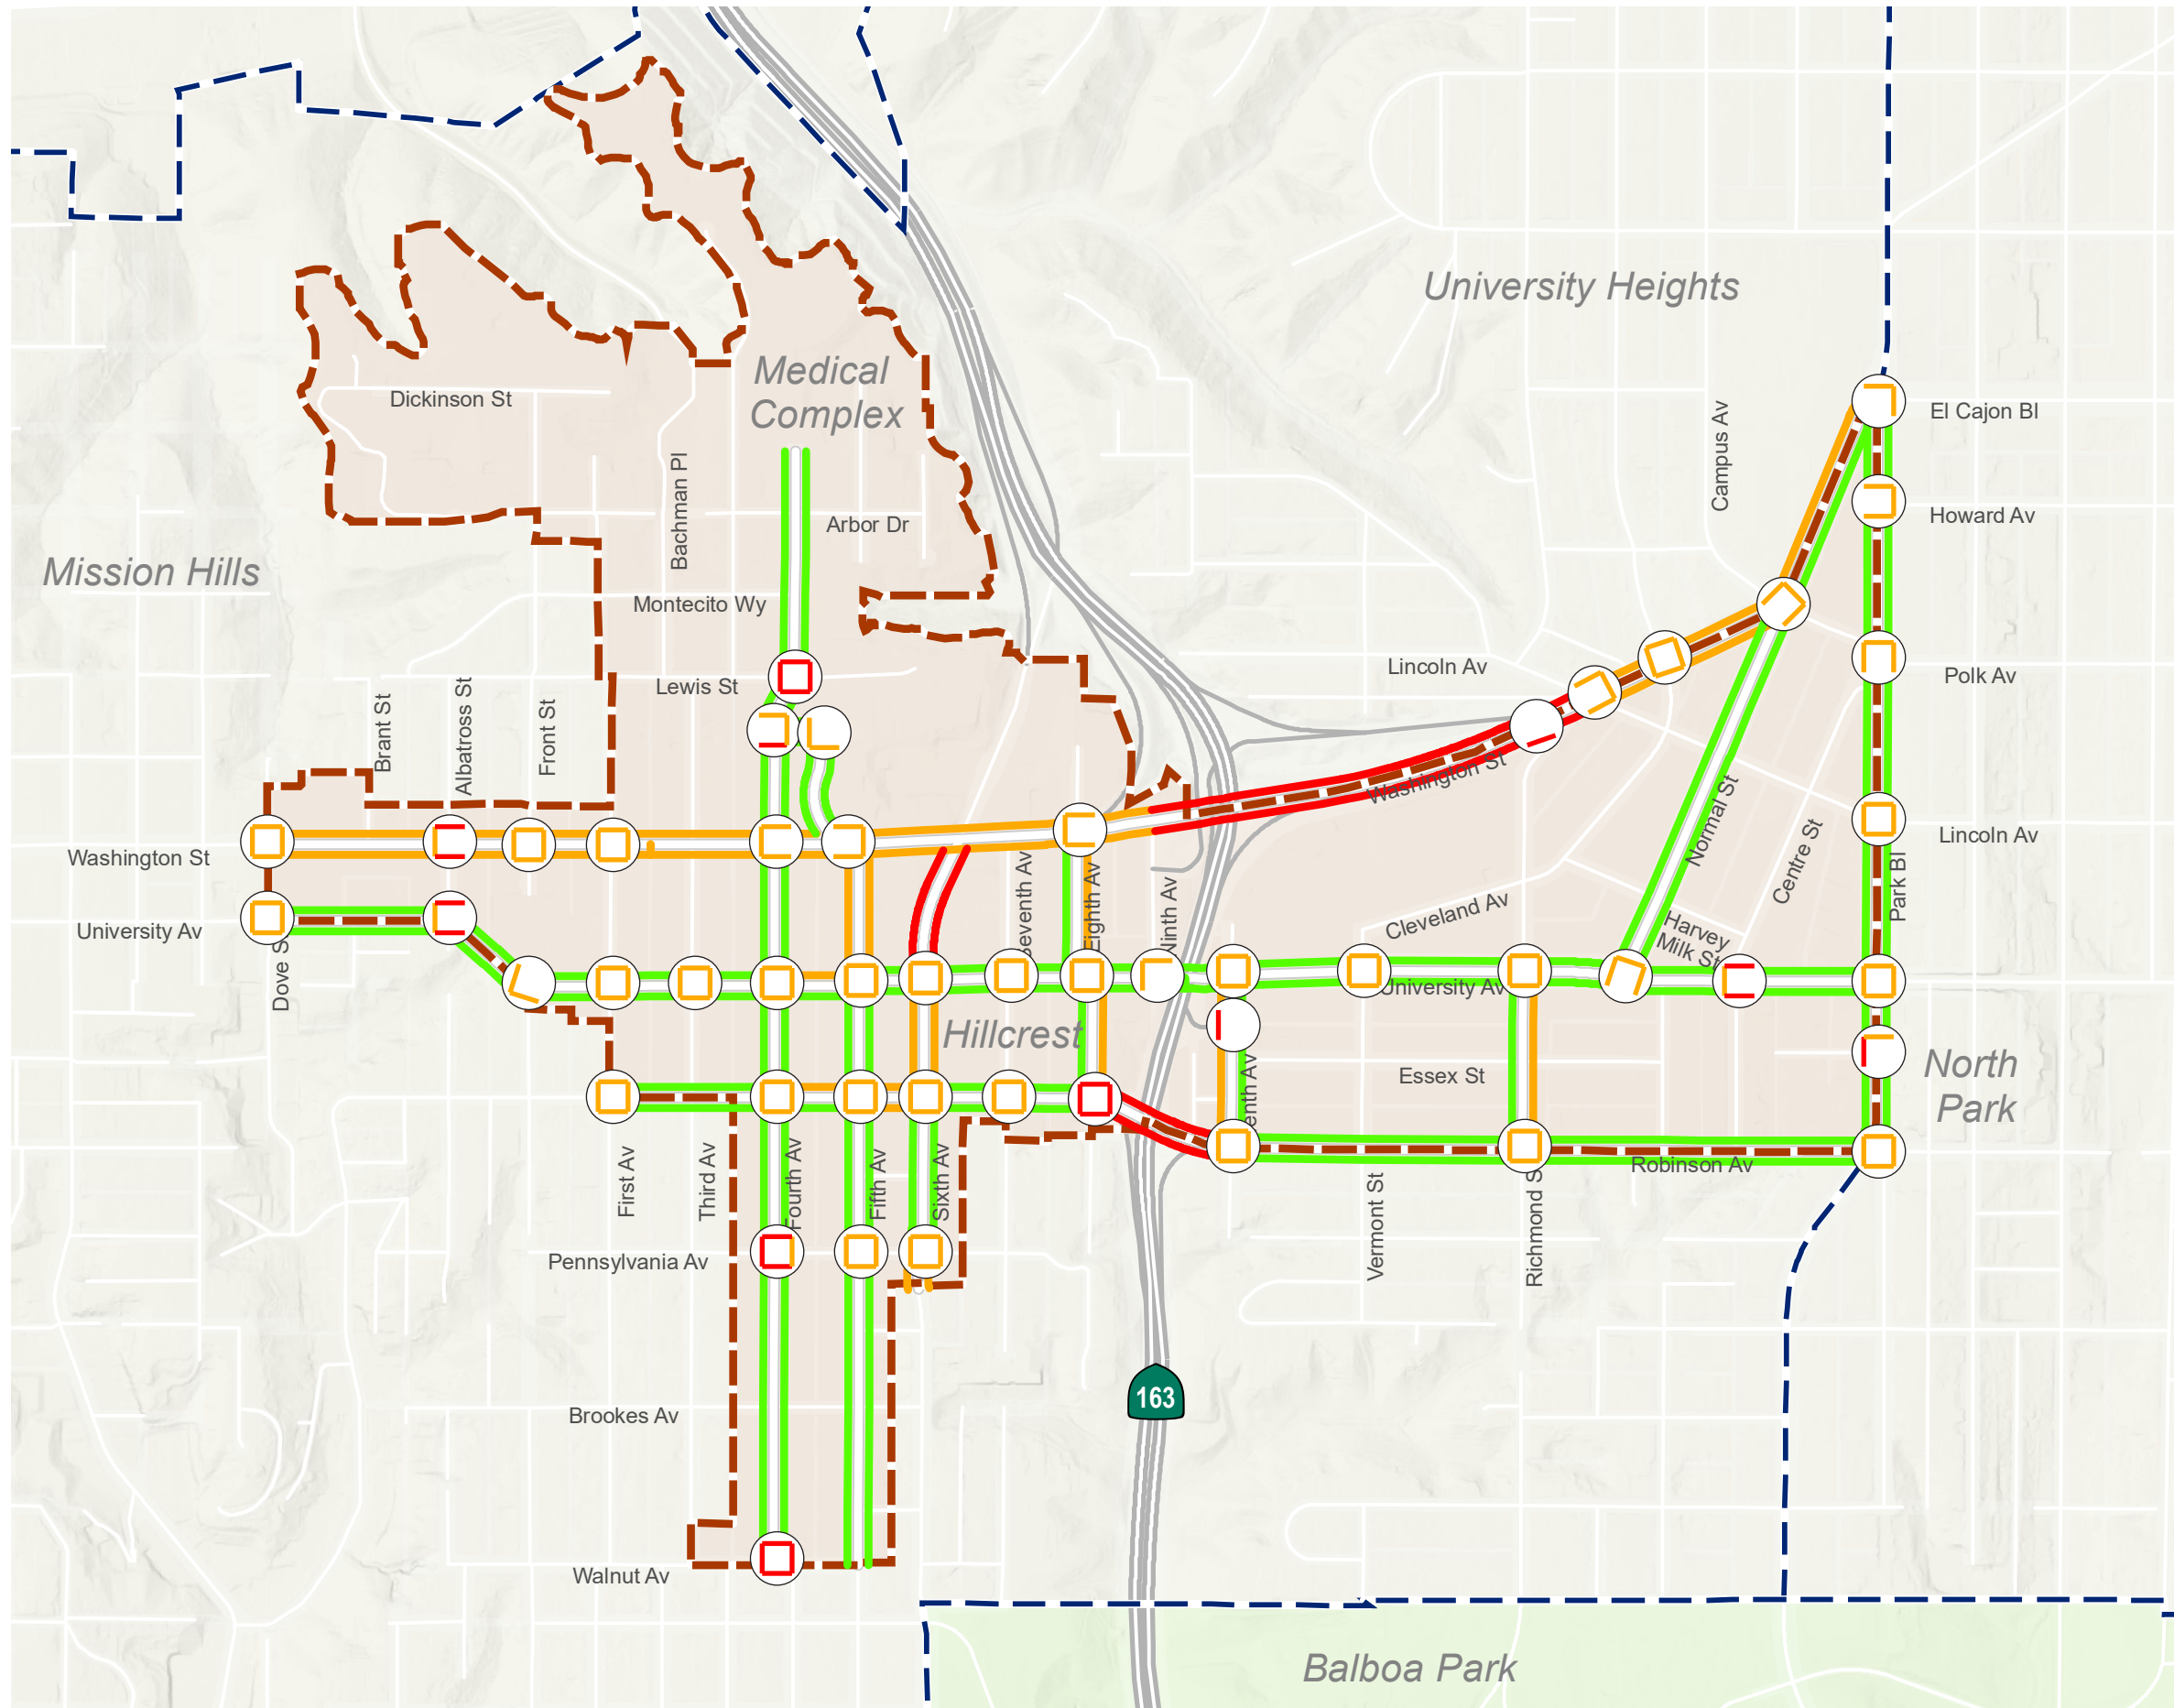 University Heights
Medical
Complex
Dickinson St
Campus Av
El Cajon Bl
Bachman Pl
Arbor Dr
Howard Av
Mission Hills
Montecito Wy
Lincoln Av
Polk Av
Lewis St
Brant St
Albatross St
Front St
Washington St
Normal St
Centre St
Lincoln Av
Washington St
Park Bl
University Av
Dove S
Seventh Av
Eighth Av
Ninth Av
Cleveland Av
Harvey
Milk St
University Av
Hillcrest
North
Park
Essex St
enth Av
First Av
Third Av
Fourth Av
Fifth Av
Sixth Av
Vermont St
Richmond S
Robinson Av
Pennsylvania Av
163
Brookes Av
Walnut Av
Balboa Park